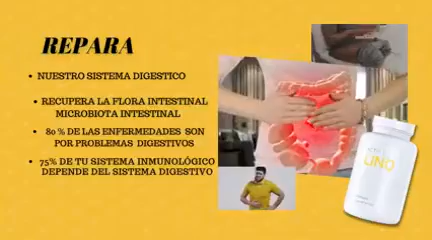 REPARA
• NUESTRO SISTEMA DIGESTICO
• RECUPERA LA FLORA INTESTINAL
MICROBIOTA INTESTINAL
• 80 % DE LAS ENFERMEDADES SON
POR PROBLEMAS DIGESTIVOS
• 75% DE TU SISTEMA INMUNOLÓGICO
DEPENDE DEL SISTEMA DIGESTIVO
LINO